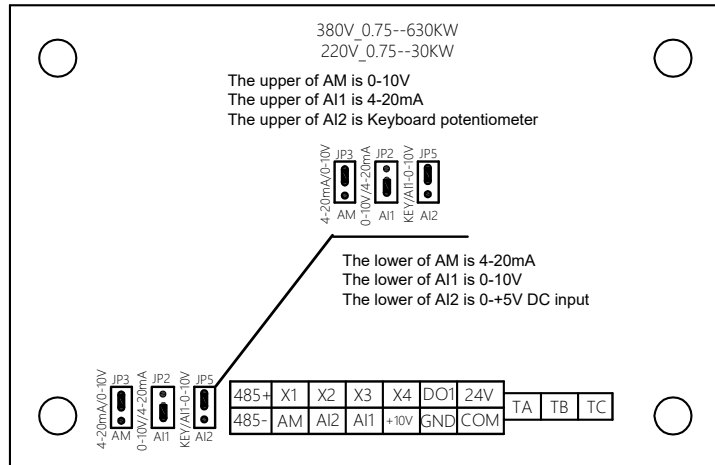 380V_0.75--630KW
220V_0.75--30KW
The upper of AM is 0-10V
The upper of AI1 is 4-20mA
The upper of AI2 is Keyboard potentiometer
4-20mA/0-10V JP3 AM
0-10V/4-20mA JP2 AI1
KEY/AI1-0-10V JP5 AI2
The lower of AM is 4-20mA
The lower of AI1 is 0-10V
The lower of AI2 is 0-+5V DC input
4-20mA/0-10V JP3 AM
0-10V/4-20mA JP2 AI1
KEY/AI1-0-10V JP5 AI2
485+ X1 X2 X3 X4 DO1 24V
485- AM AI2 AI1 +10V GND COM
TA TB TC